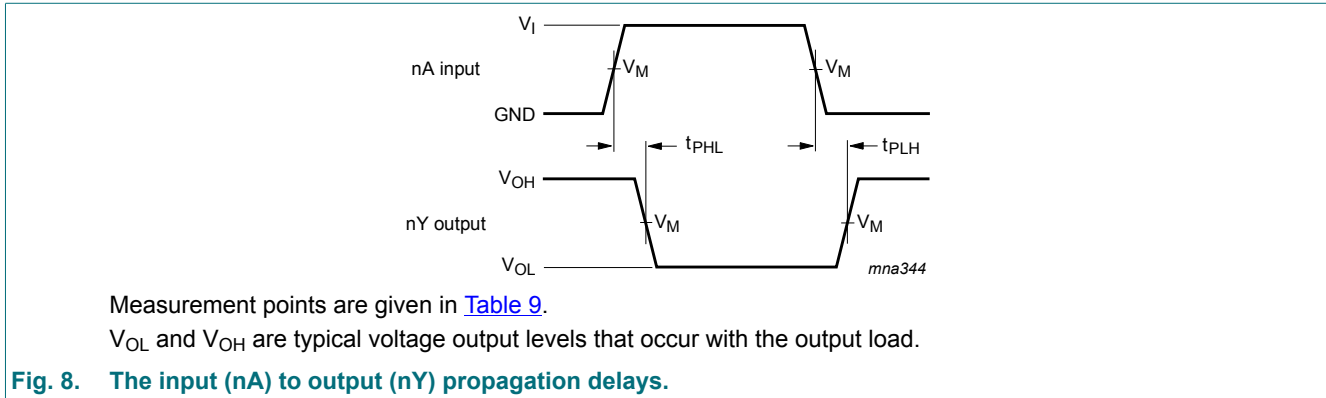 V_I
nA input V_M V_M
GND
t_PHL t_PLH
V_OH
nY output V_M V_M
V_OL
mna344
Measurement points are given in Table 9.
V_OL and V_OH are typical voltage output levels that occur with the output load.
Fig. 8. The input (nA) to output (nY) propagation delays.